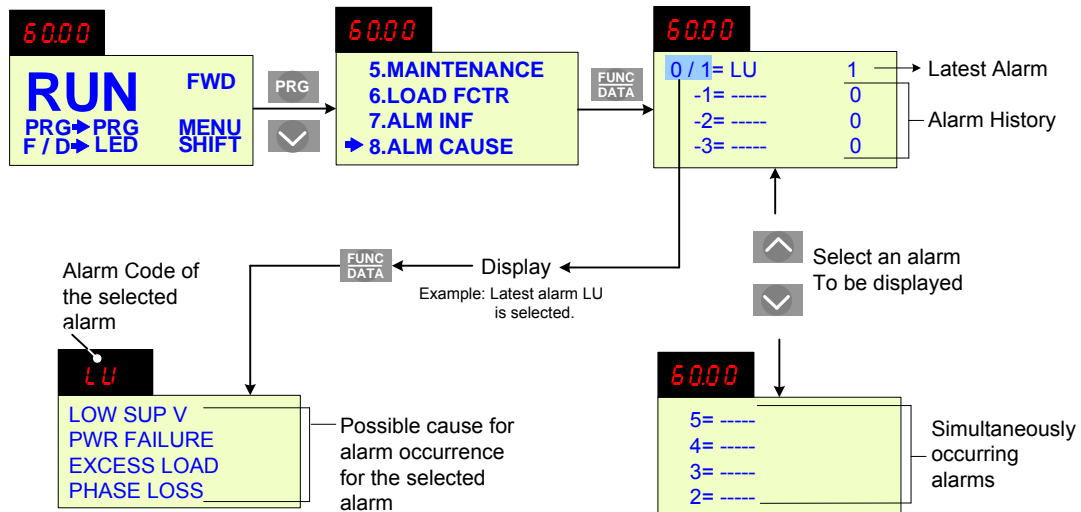 60.00
RUN FWD
PRG➔PRG MENU
F / D➔LED SHIFT
PRG
60.00
5.MAINTENANCE
6.LOAD FCTR
7.ALM INF
➔8.ALM CAUSE
FUNC
DATA
60.00
0 / 1= LU 1
-1= ----- 0
-2= ----- 0
-3= ----- 0
Latest Alarm
Alarm History
Alarm Code of
the selected
alarm
FUNC
DATA
Display
Example: Latest alarm LU
is selected.
Select an alarm
To be displayed
LU
LOW SUP V
PWR FAILURE
EXCESS LOAD
PHASE LOSS
Possible cause for
alarm occurrence
for the selected
alarm
60.00
5= -----
4= -----
3= -----
2= -----
Simultaneously
occurring
alarms